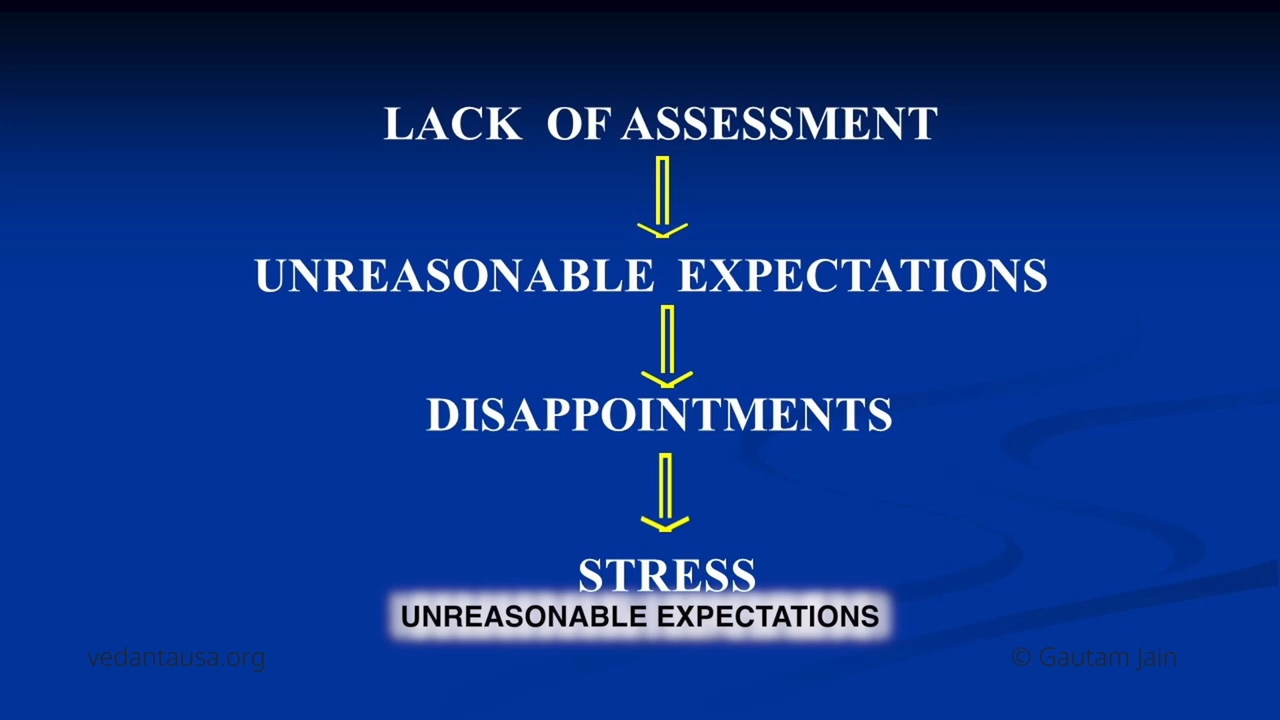 LACK OF ASSESSMENT
UNREASONABLE EXPECTATIONS
DISAPPOINTMENTS
STRESS
UNREASONABLE EXPECTATIONS
vedantausa.org
© Gautam Jain